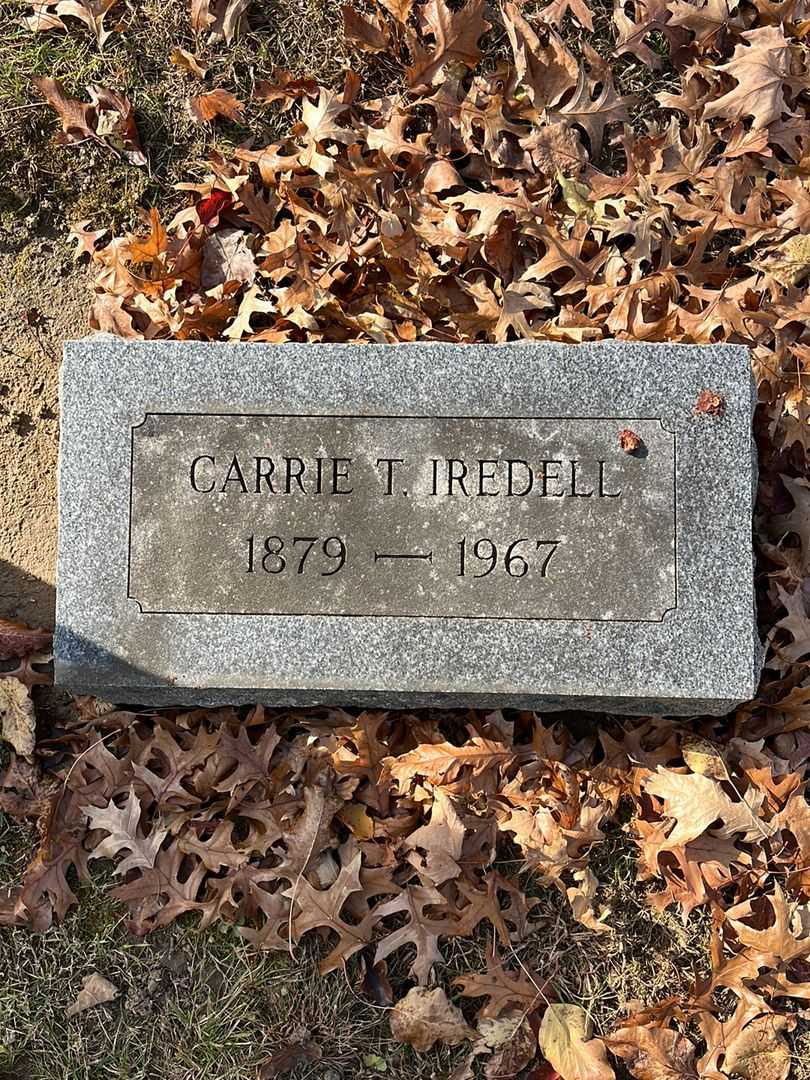 CARRIE T. IREDELL
1879 — 1967